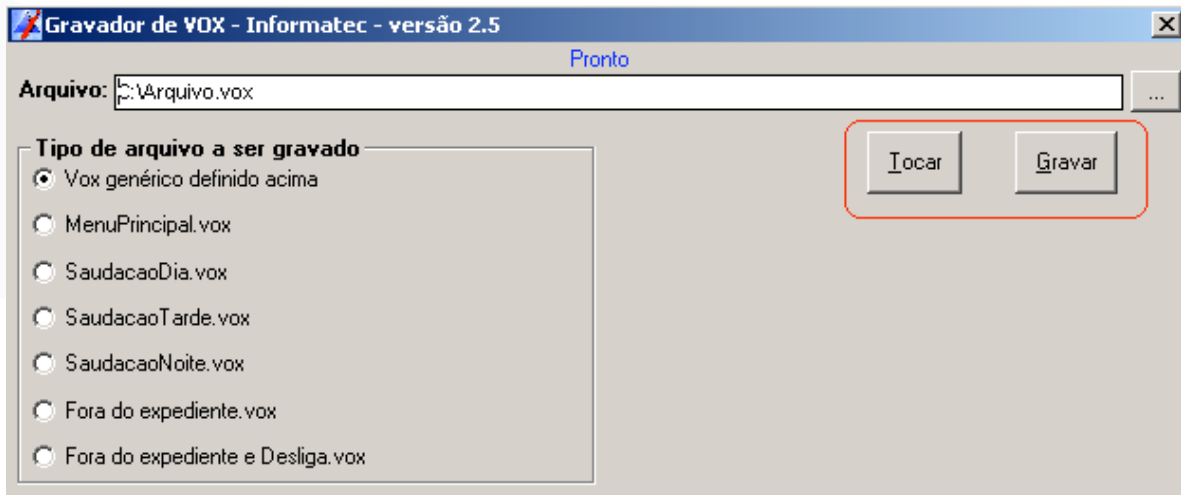 Gravador de VOX - Informatec - versão 2.5
Pronto
Arquivo: C:\Arquivo.vox ...
Tipo de arquivo a ser gravado
Vox genérico definido acima
MenuPrincipal.vox
SaudacaoDia.vox
SaudacaoTarde.vox
SaudacaoNoite.vox
Fora do expediente.vox
Fora do expediente e Desliga.vox
Tocar Gravar